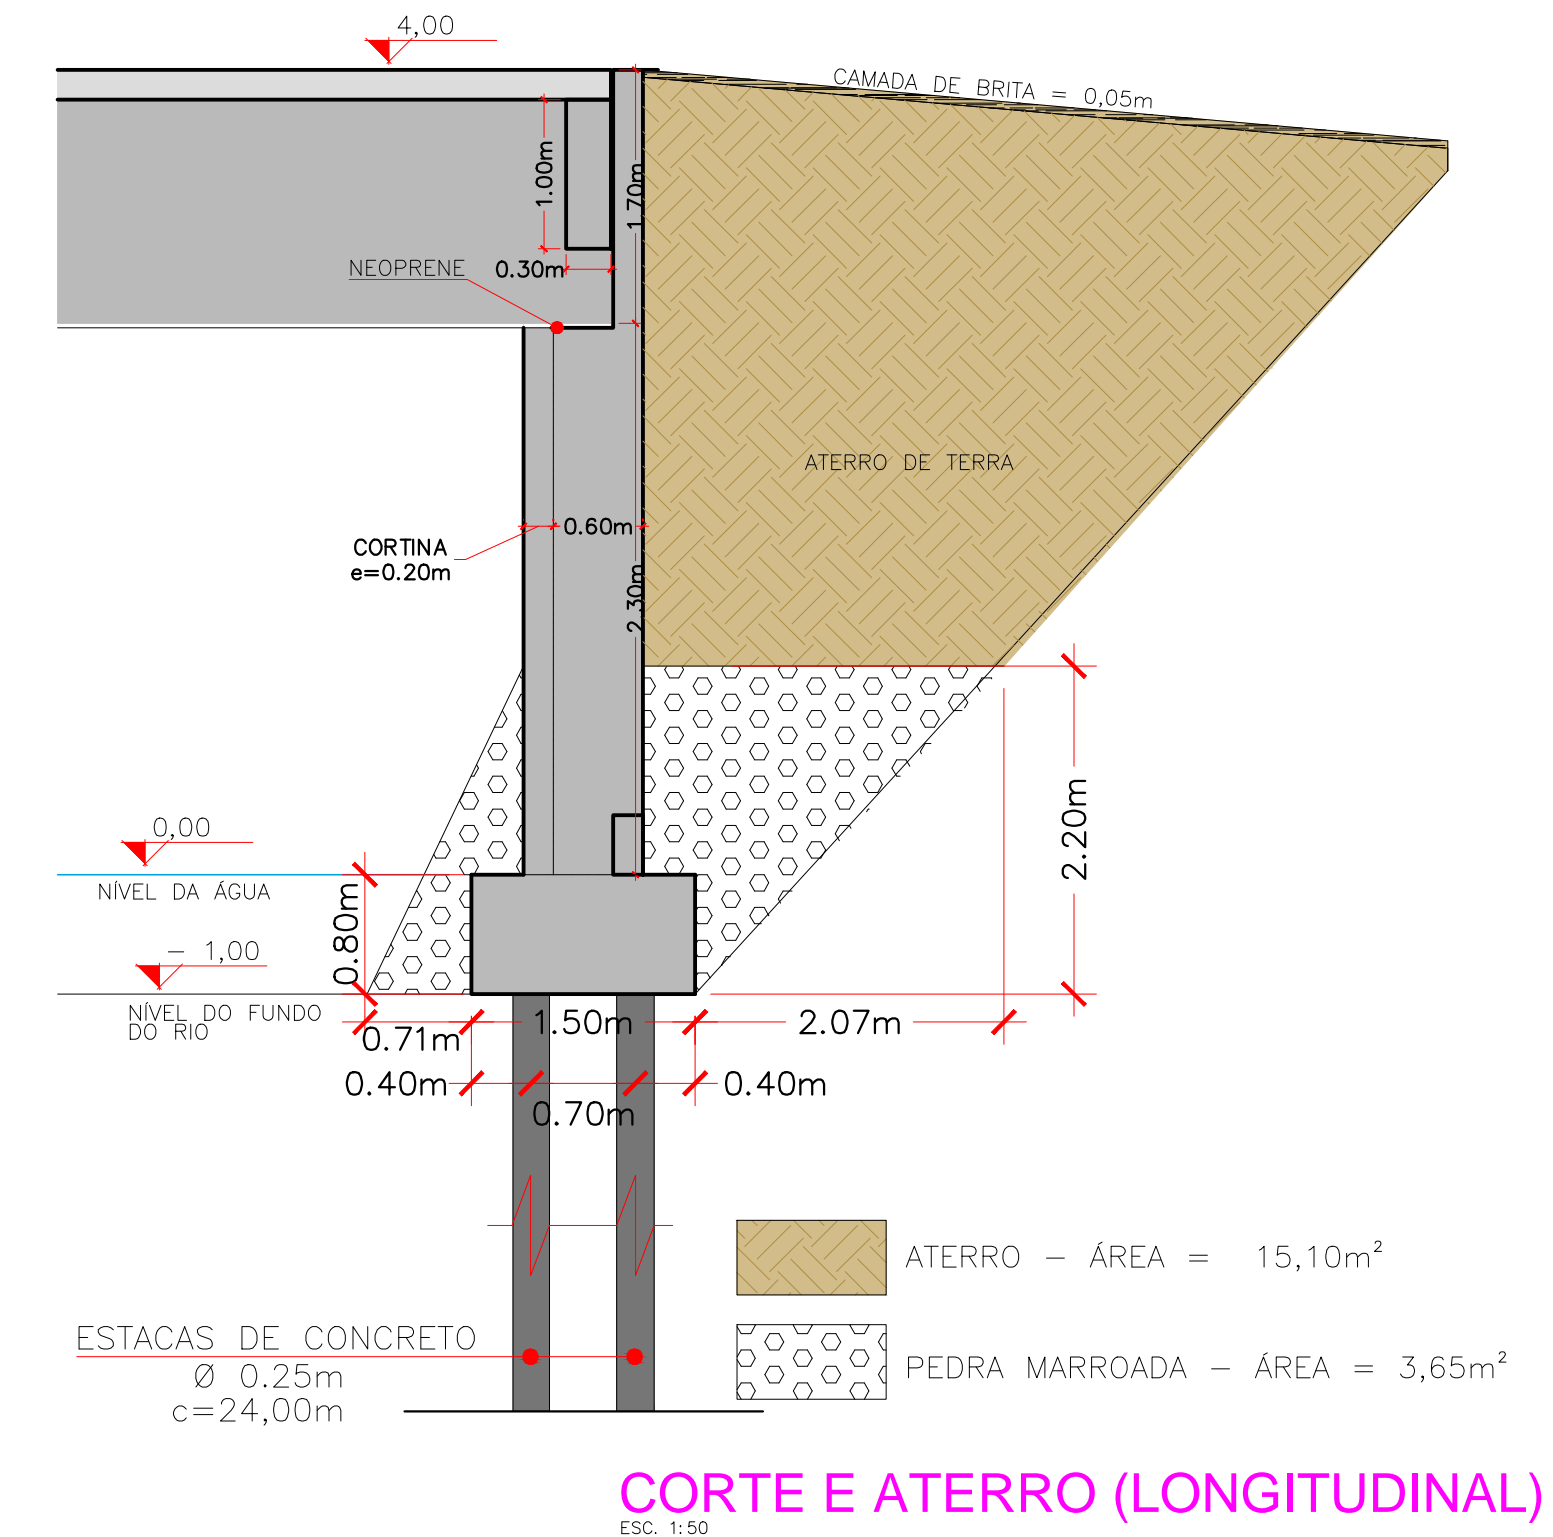 4,00
CAMADA DE BRITA = 0,05m
1.00m
1.70m
NEOPRENE
0.30m
ATERRO DE TERRA
0.60m
CORTINA
e=0.20m
2.30m
2.20m
0,00
NÍVEL DA ÁGUA
0.80m
- 1,00
NÍVEL DO FUNDO
DO RIO
0.71m
1.50m
2.07m
0.40m
0.70m
0.40m
ATERRO - ÁREA = 15,10m²
ESTACAS DE CONCRETO
Ø 0.25m
c=24,00m
PEDRA MARROADA - ÁREA = 3,65m²
CORTE E ATERRO (LONGITUDINAL)
ESC. 1:50